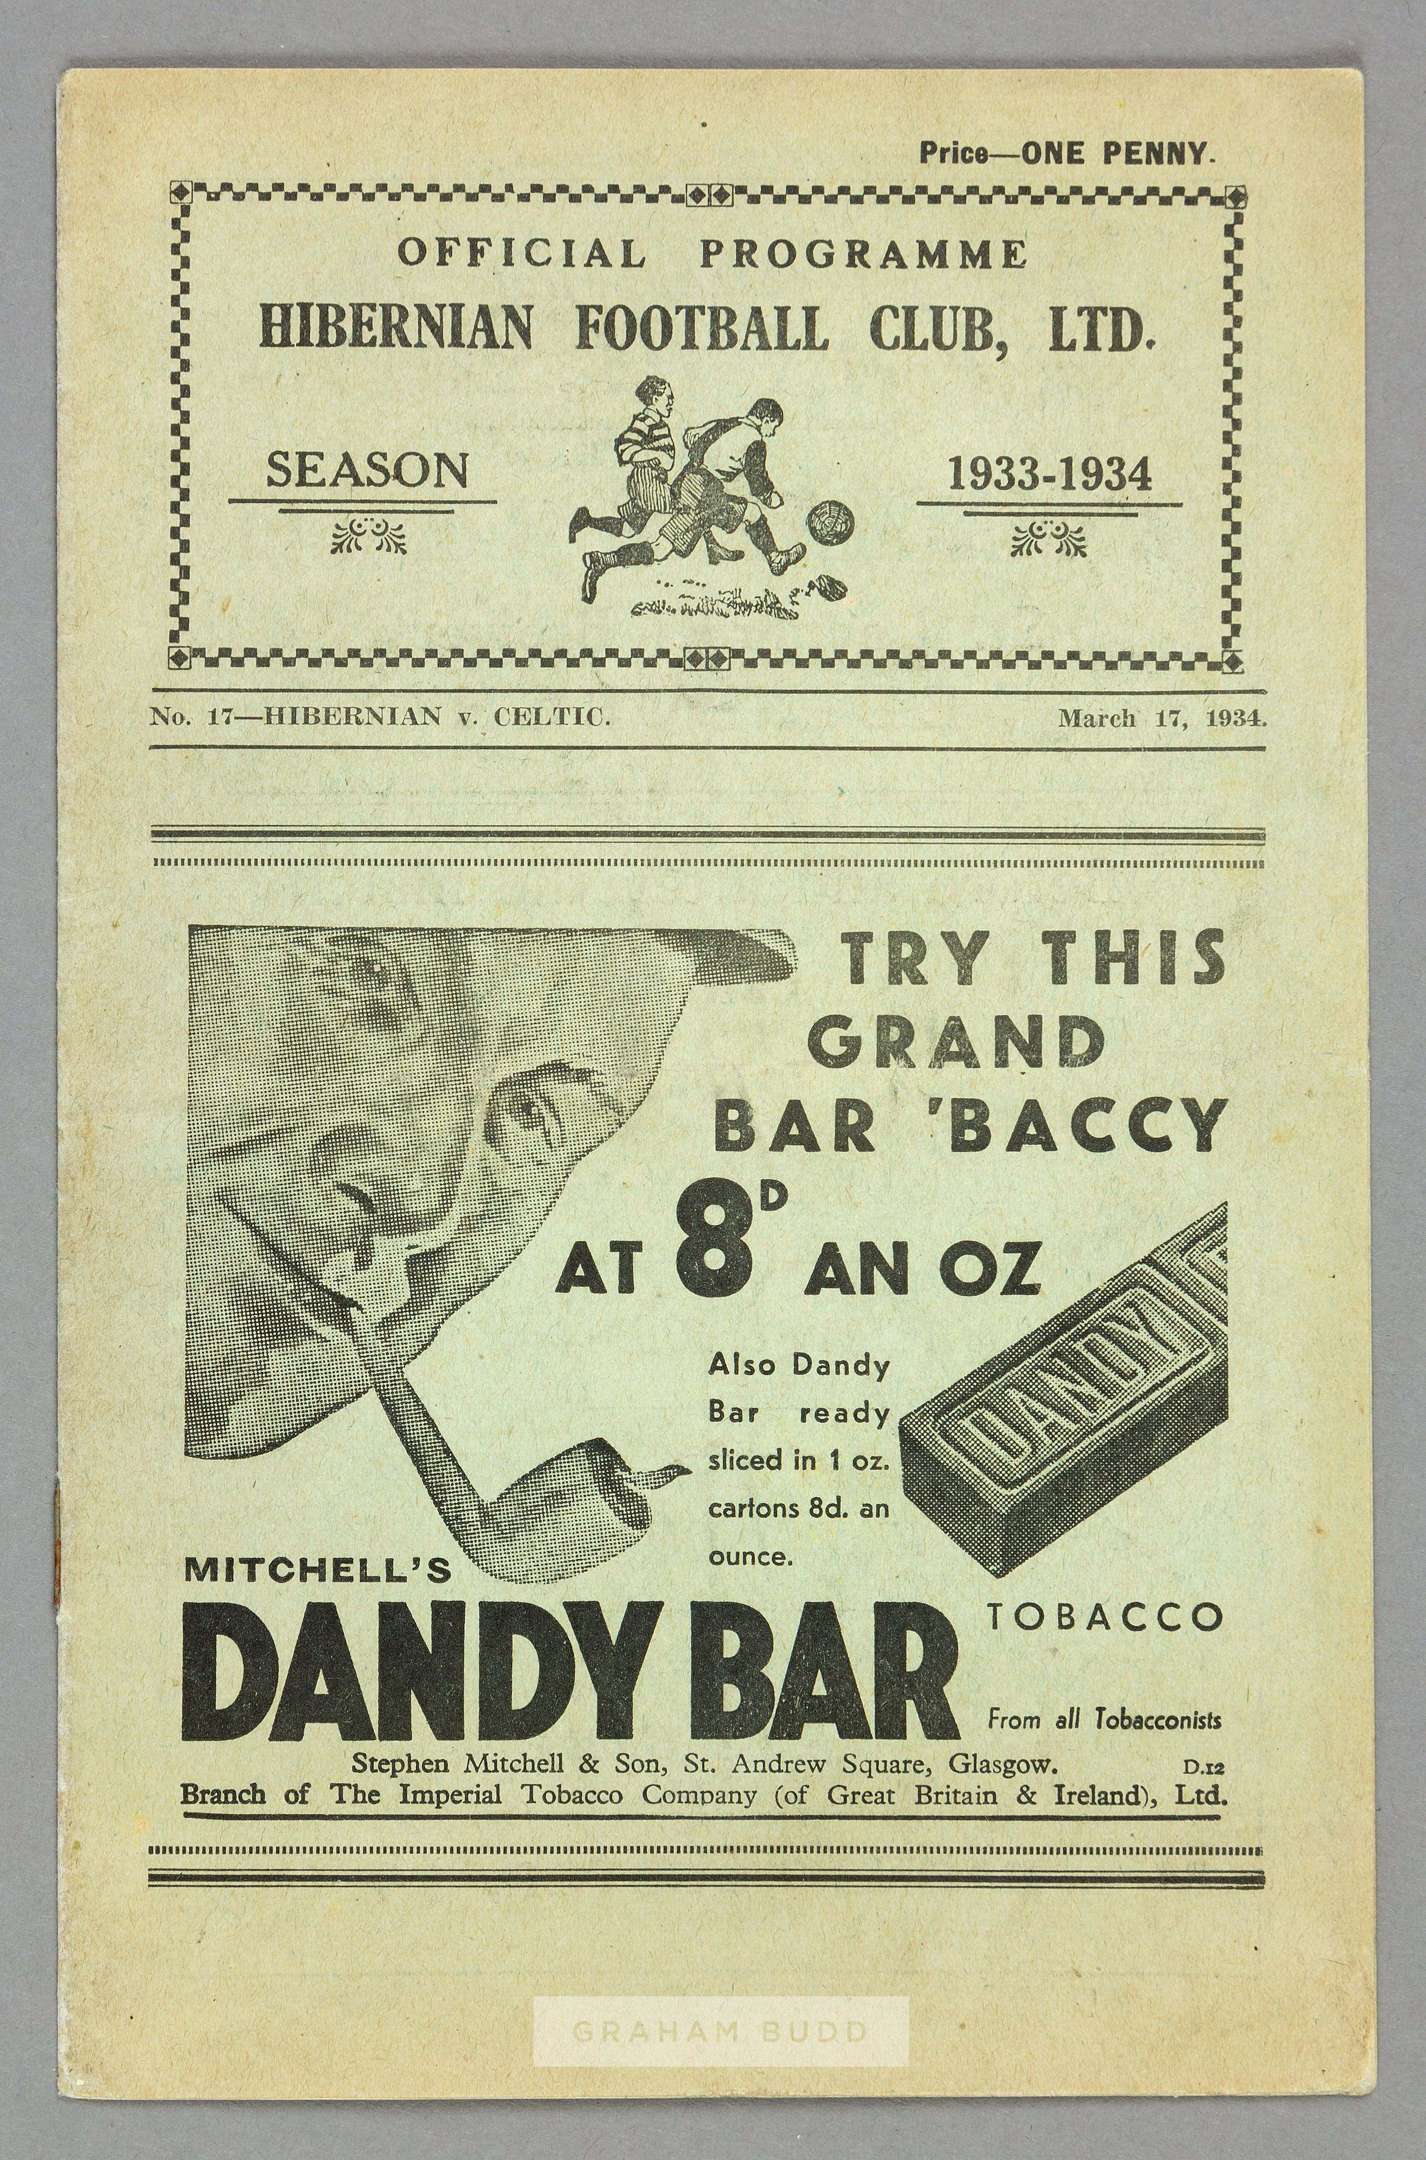 Price—ONE PENNY.
OFFICIAL PROGRAMME
HIBERNIAN FOOTBALL CLUB, LTD.
SEASON 1933-1934
No. 17—HIBERNIAN v. CELTIC. March 17, 1934.
TRY THIS
GRAND
BAR 'BACCY
AT 8D AN OZ
DANDY
Also Dandy
Bar ready
sliced in 1 oz.
cartons 8d. an
ounce.
MITCHELL'S
DANDY BAR
TOBACCO
From all Tobacconists
Stephen Mitchell & Son, St. Andrew Square, Glasgow. D.12
Branch of The Imperial Tobacco Company (of Great Britain & Ireland), Ltd.
GRAHAM BUDD